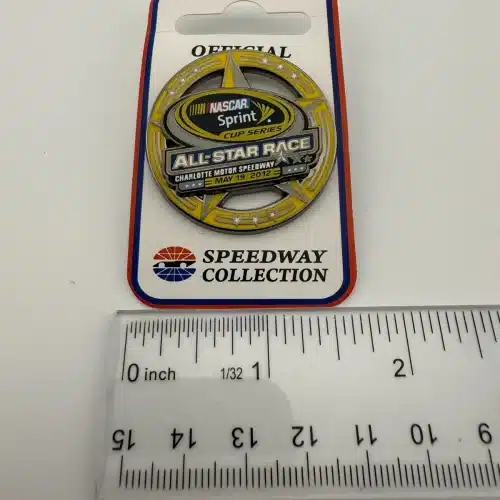 OFFICIAL
NASCAR
Sprint
CUP SERIES
ALL-STAR RACE
CHARLOTTE MOTOR SPEEDWAY
MAY 19 2012
SPEEDWAY
COLLECTION
0 inch 1/32 1 2
15 14 13 12 11 10 9